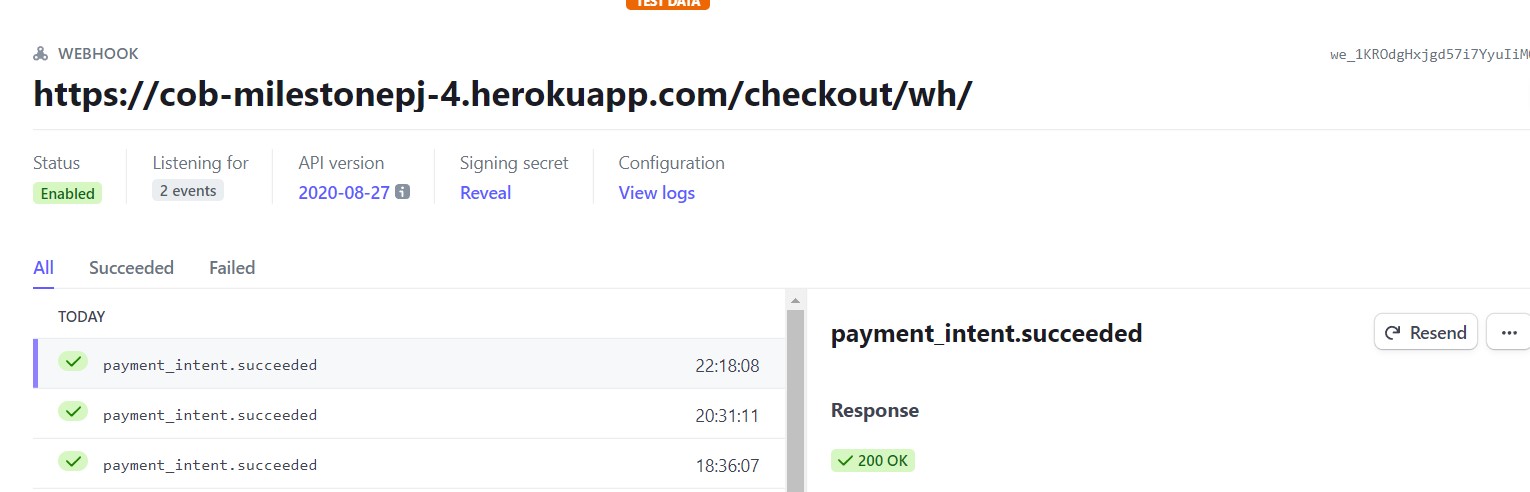 TEST DATA
WEBHOOK
we_1KROdgHxjgd57i7YyuIiM
https://cob-milestonepj-4.herokuapp.com/checkout/wh/
Status
Listening for
API version
Signing secret
Configuration
Enabled
2 events
2020-08-27
Reveal
View logs
All Succeeded Failed
TODAY
payment_intent.succeeded 22:18:08
payment_intent.succeeded 20:31:11
payment_intent.succeeded 18:36:07
payment_intent.succeeded
Resend
Response
200 OK